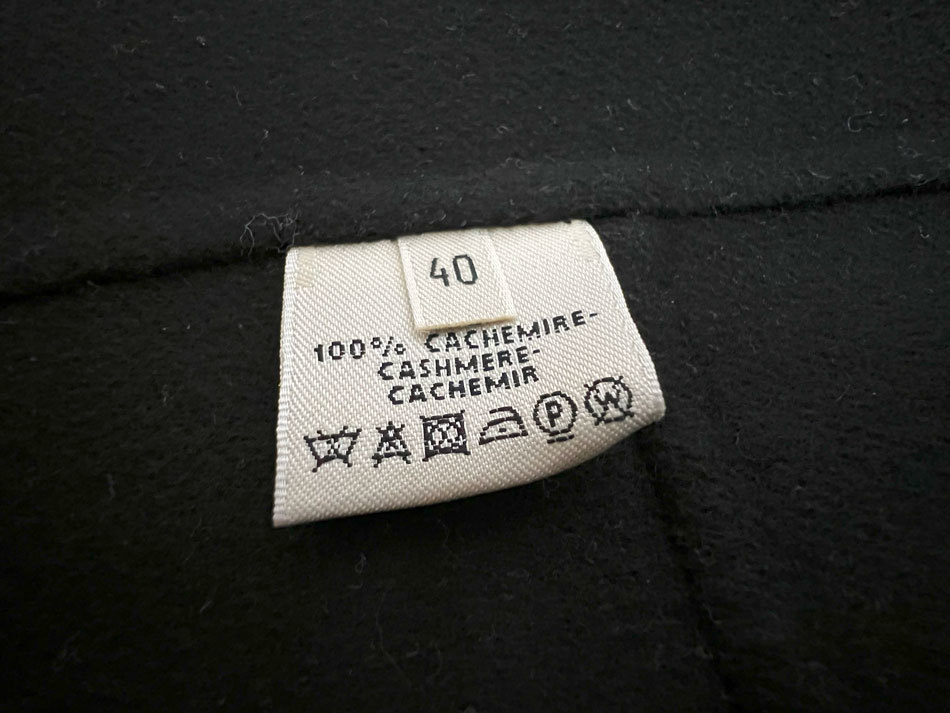 40
100% CACHEMIRE-
CASHMERE-
CACHEMIR
P W